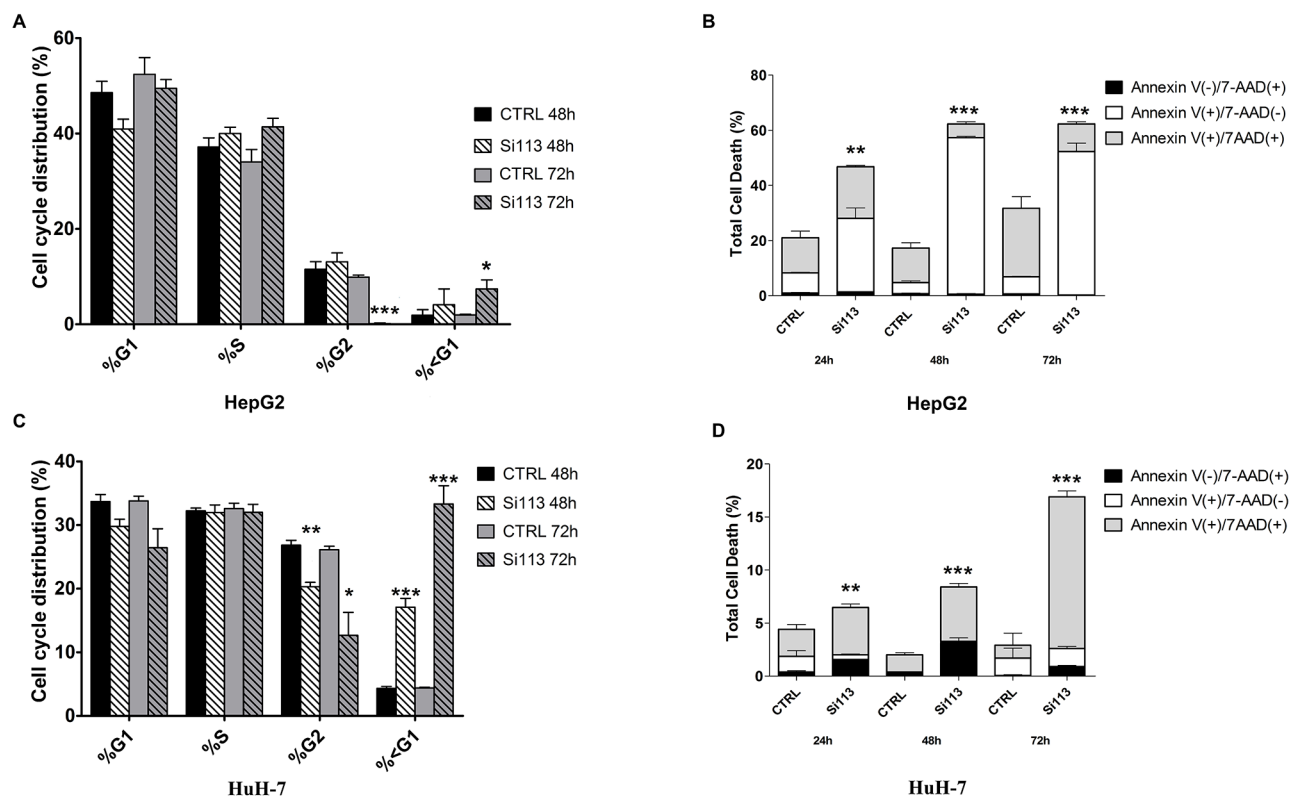 A
Cell cycle distribution (%)
60
40
20
0
CTRL 48h
Si113 48h
CTRL 72h
Si113 72h
***
*
%G1 %S %G2 %<G1
HepG2
B
Total Cell Death (%)
80
60
40
20
0
**
***
***
Annexin V(-)/7-AAD(+)
Annexin V(+)/7-AAD(-)
Annexin V(+)/7AAD(+)
CTRL Si113 CTRL Si113 CTRL Si113
24h 48h 72h
HepG2
C
Cell cycle distribution (%)
40
30
20
10
0
CTRL 48h
Si113 48h
CTRL 72h
Si113 72h
**
*
***
***
%G1 %S %G2 %<G1
HuH-7
D
Total Cell Death (%)
20
15
10
5
0
**
***
***
Annexin V(-)/7-AAD(+)
Annexin V(+)/7-AAD(-)
Annexin V(+)/7AAD(+)
CTRL Si113 CTRL Si113 CTRL Si113
24h 48h 72h
HuH-7